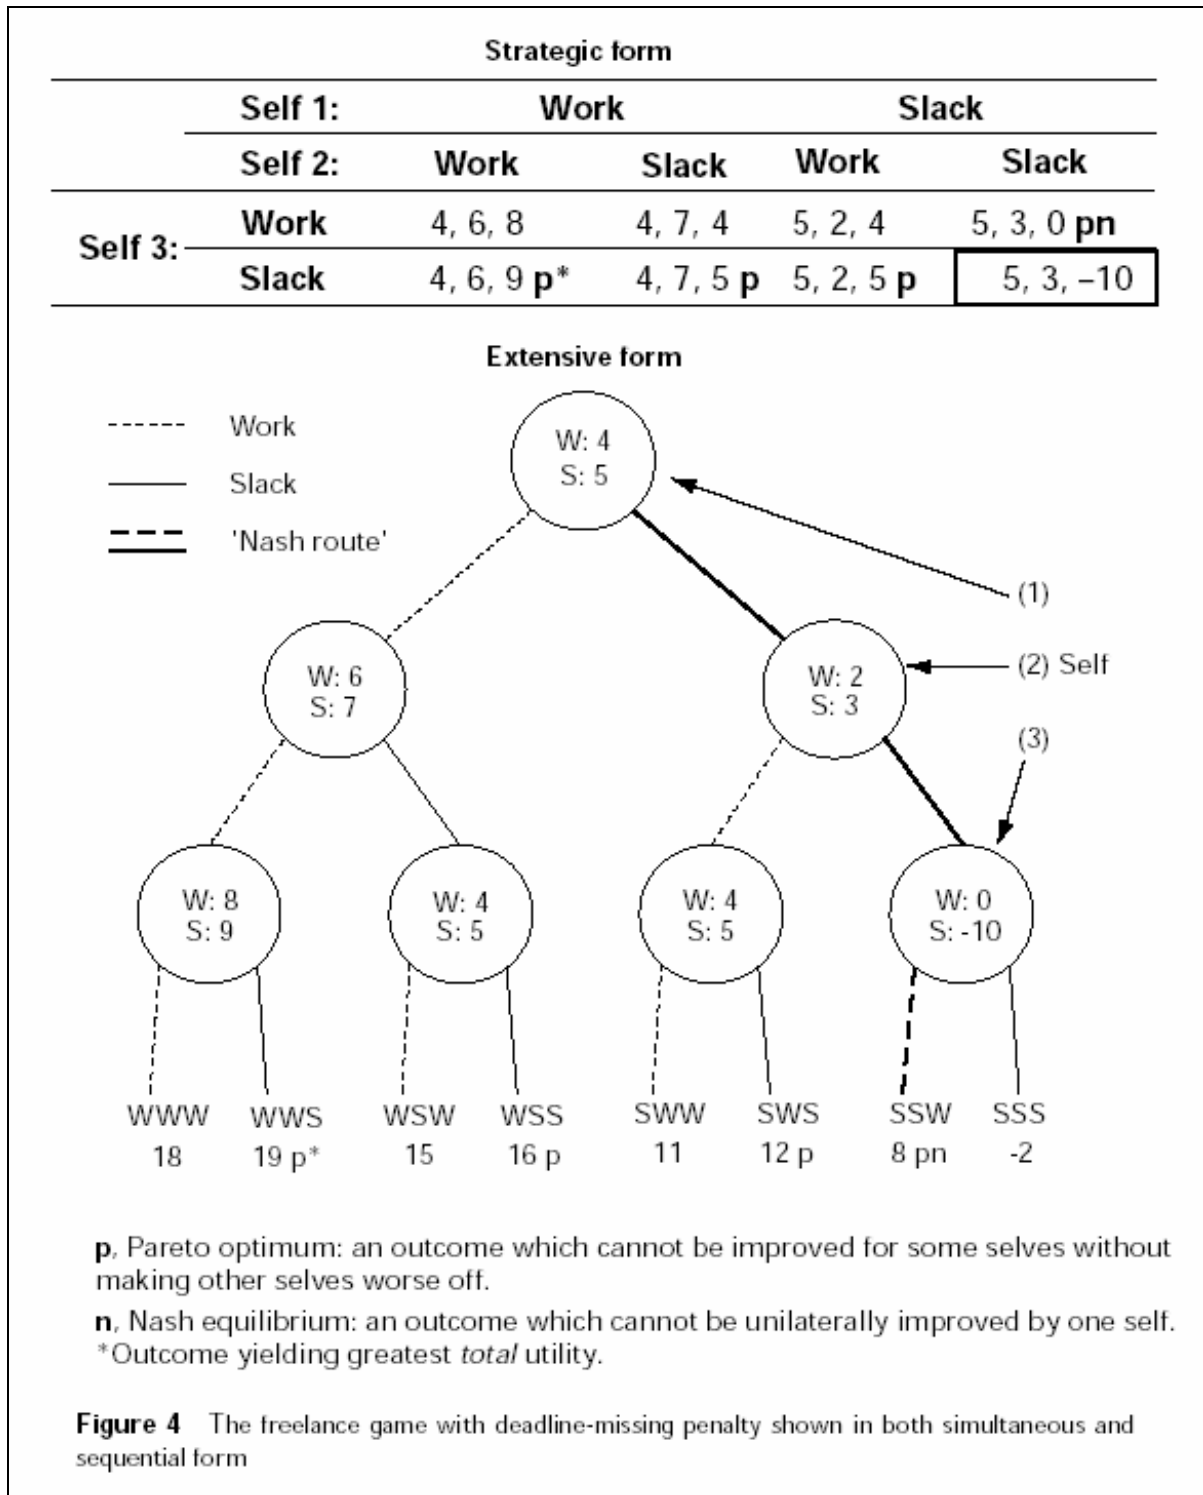 Strategic form
Self 1: Work Slack
Self 2: Work Slack Work Slack
Self 3: Work 4, 6, 8 4, 7, 4 5, 2, 4 5, 3, 0 pn
Slack 4, 6, 9 p* 4, 7, 5 p 5, 2, 5 p 5, 3, –10
Extensive form
Work
Slack
'Nash route'
W: 4
S: 5
(1)
(2) Self
(3)
W: 6
S: 7
W: 2
S: 3
W: 8
S: 9
W: 4
S: 5
W: 4
S: 5
W: 0
S: -10
WWW WWS WSW WSS SWW SWS SSW SSS
18 19 p* 15 16 p 11 12 p 8 pn -2
p, Pareto optimum: an outcome which cannot be improved for some selves without
making other selves worse off.
n, Nash equilibrium: an outcome which cannot be unilaterally improved by one self.
*Outcome yielding greatest total utility.
Figure 4 The freelance game with deadline-missing penalty shown in both simultaneous and
sequential form